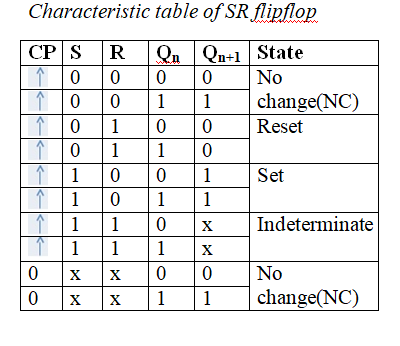 Characteristic table of SR flipflop
CP S R Qn Qn+1 State
↑ 0 0 0 0 No
↑ 0 0 1 1 change(NC)
↑ 0 1 0 0 Reset
↑ 0 1 1 0
↑ 1 0 0 1 Set
↑ 1 0 1 1
↑ 1 1 0 x Indeterminate
↑ 1 1 1 x
0 x x 0 0 No
0 x x 1 1 change(NC)